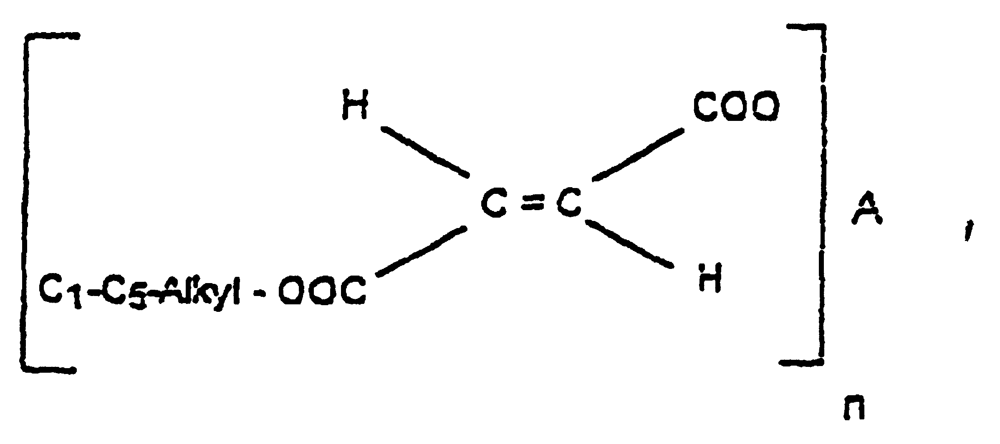 H COO
C = C A ,
C1-C5-Alkyl - OOC H
n